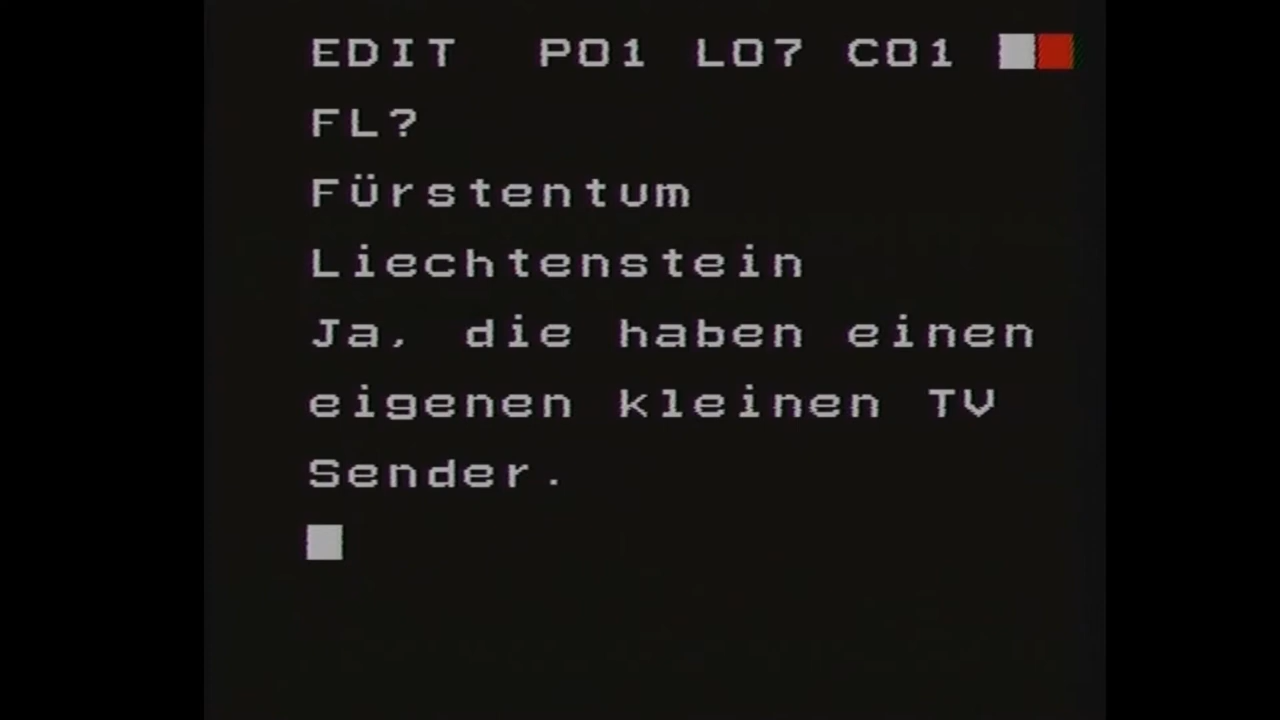 EDIT P01 L07 C01
FL?
Fürstentum
Liechtenstein
Ja, die haben einen
eigenen kleinen TV
Sender.